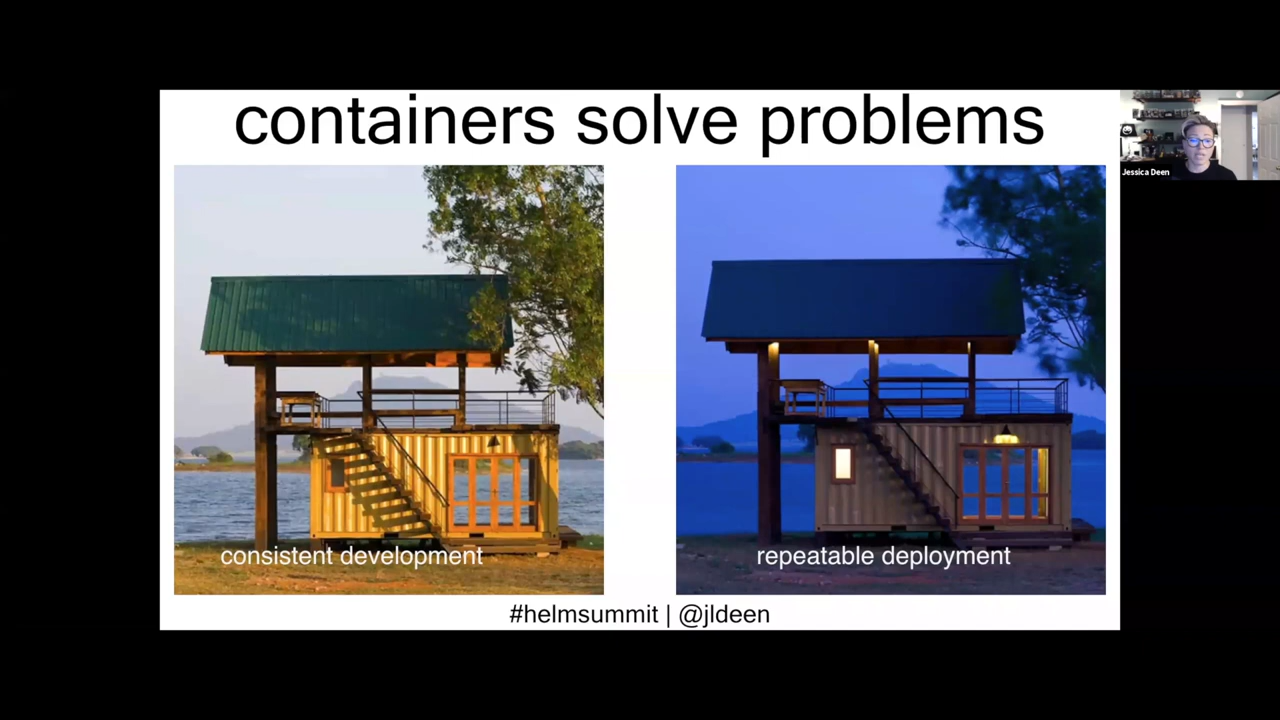 containers solve problems
Jessica Deen
consistent development
repeatable deployment
#helmsummit | @jldeen